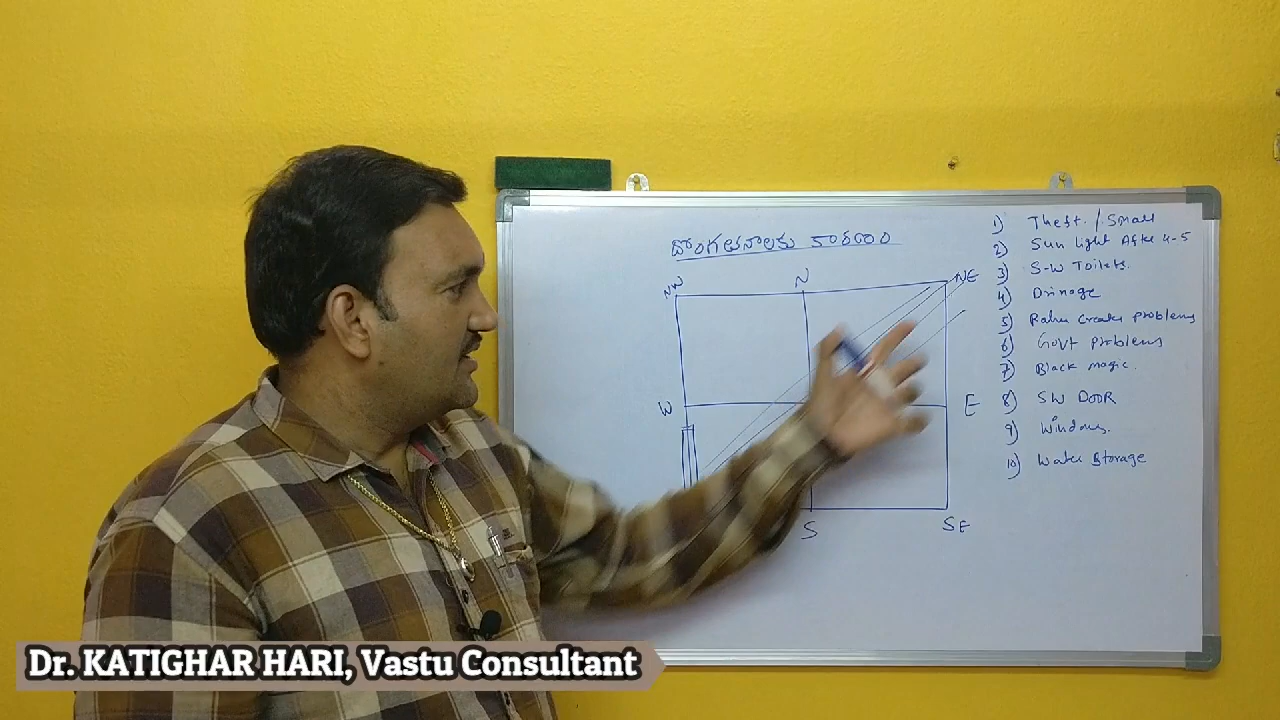 దొంగతనాలకు కారణం
NW N NE
W E
S SE
1) Theft. / Small
2) Sun light After 4-5
3) S-W Toilets.
4) Drinage
5) Rahu Create problems
6) Govt problems
7) Black magic.
8) SW DOOR
9) Windows.
10) Water Storage
Dr. KATIGHAR HARI, Vastu Consultant